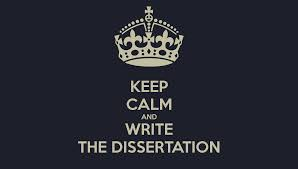 KEEP
CALM
AND
WRITE
THE DISSERTATION